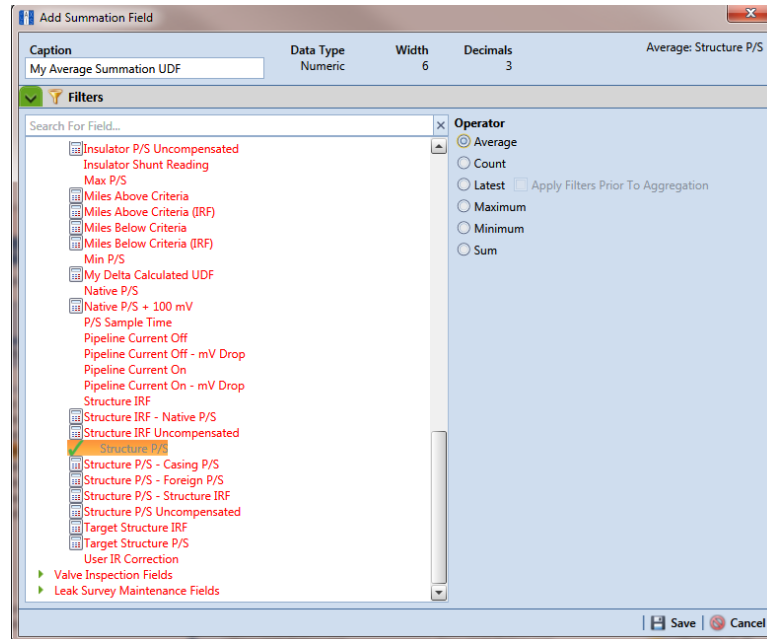 Add Summation Field
Caption Data Type Width Decimals Average: Structure P/S
My Average Summation UDF Numeric 6 3
Filters
Search For Field...
Insulator P/S Uncompensated
Insulator Shunt Reading
Max P/S
Miles Above Criteria
Miles Above Criteria (IRF)
Miles Below Criteria
Miles Below Criteria (IRF)
Min P/S
My Delta Calculated UDF
Native P/S
Native P/S + 100 mV
P/S Sample Time
Pipeline Current Off
Pipeline Current Off - mV Drop
Pipeline Current On
Pipeline Current On - mV Drop
Structure IRF
Structure IRF - Native P/S
Structure IRF Uncompensated
Structure P/S
Structure P/S - Casing P/S
Structure P/S - Foreign P/S
Structure P/S - Structure IRF
Structure P/S Uncompensated
Target Structure IRF
Target Structure P/S
User IR Correction
Valve Inspection Fields
Leak Survey Maintenance Fields
Operator
Average
Count
Latest Apply Filters Prior To Aggregation
Maximum
Minimum
Sum
Save Cancel